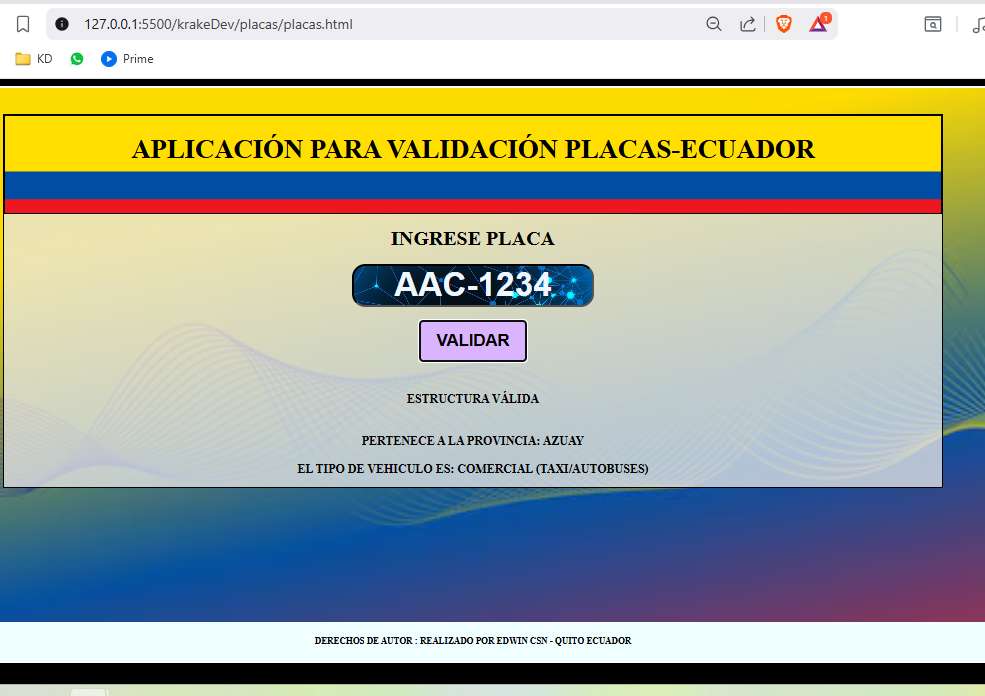 127.0.0.1:5500/krakeDev/placas/placas.html
1
KD
Prime
APLICACIÓN PARA VALIDACIÓN PLACAS-ECUADOR
INGRESE PLACA
AAC-1234
VALIDAR
ESTRUCTURA VÁLIDA
PERTENECE A LA PROVINCIA: AZUAY
EL TIPO DE VEHICULO ES: COMERCIAL (TAXI/AUTOBUSES)
DERECHOS DE AUTOR : REALIZADO POR EDWIN CSN - QUITO ECUADOR